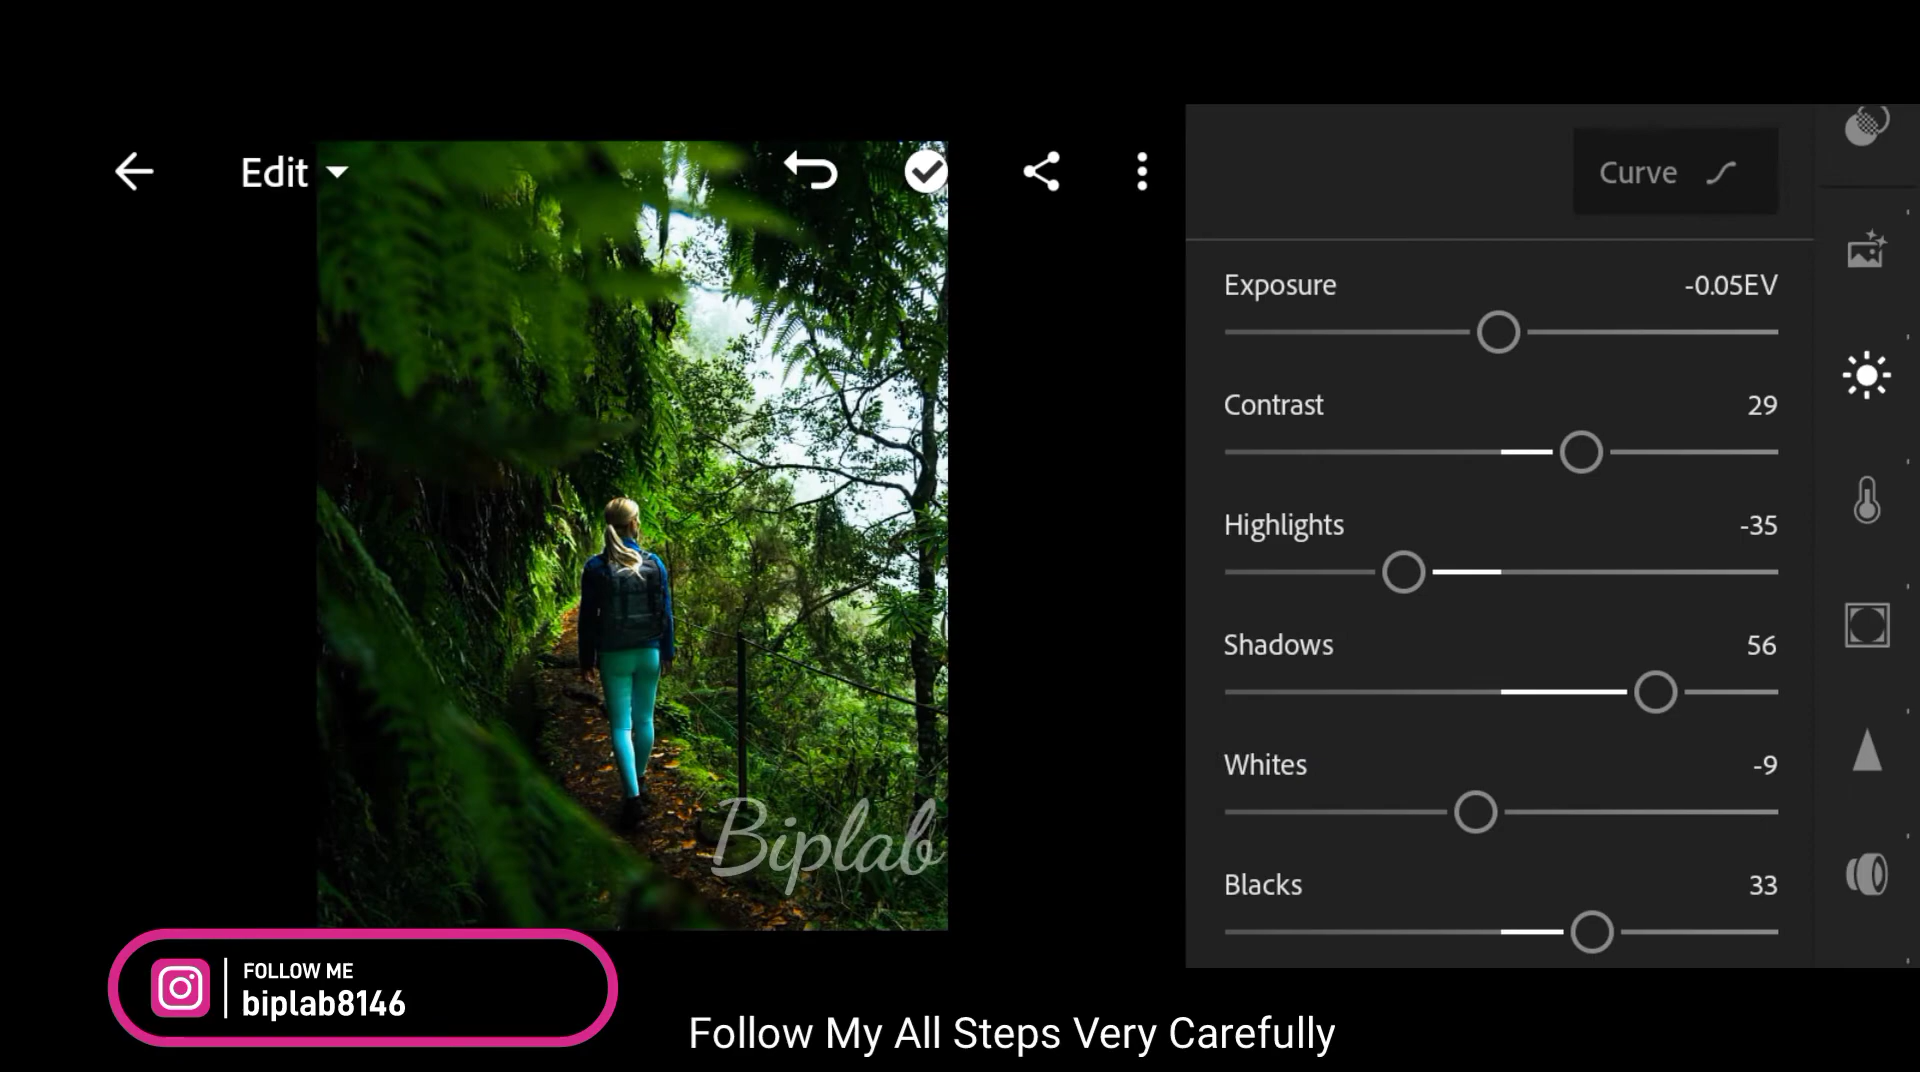 Edit
Curve
Exposure -0.05EV
Contrast 29
Highlights -35
Shadows 56
Whites -9
Blacks 33
Biplab
FOLLOW ME
biplab8146
Follow My All Steps Very Carefully